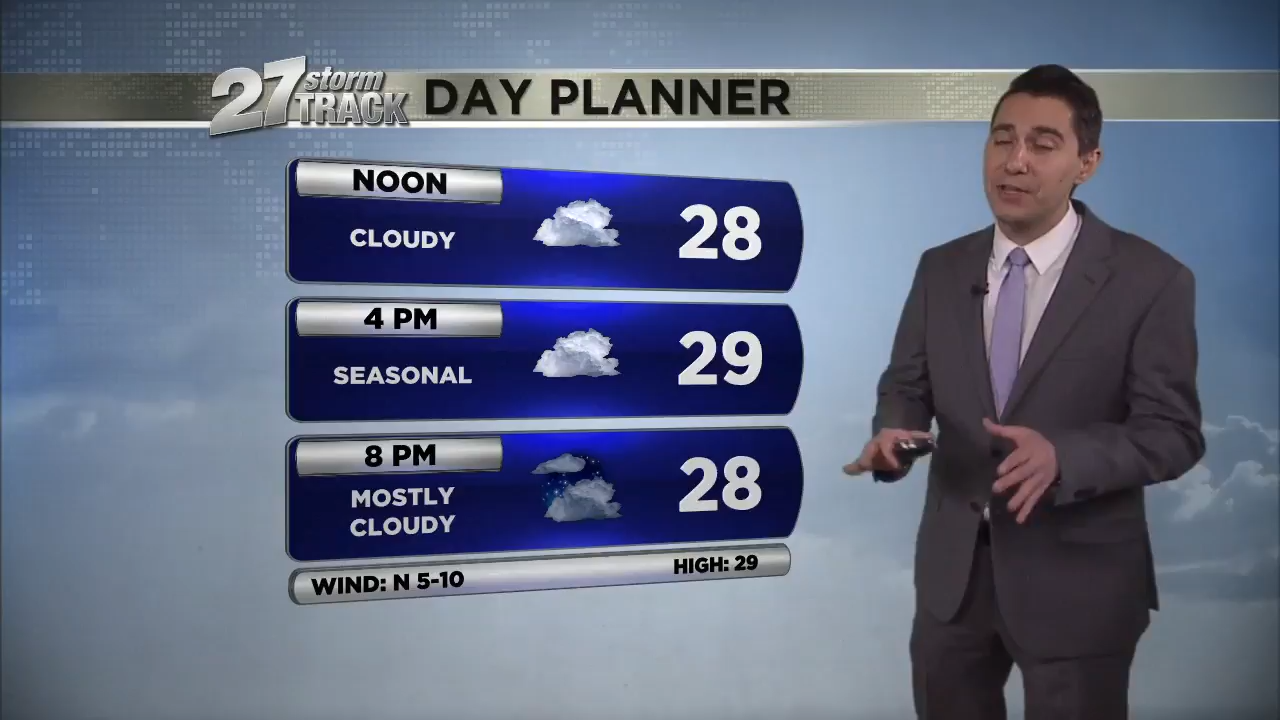 27 storm TRACK DAY PLANNER
NOON
CLOUDY
28
4 PM
SEASONAL
29
8 PM
MOSTLY
CLOUDY
28
WIND: N 5-10 HIGH: 29